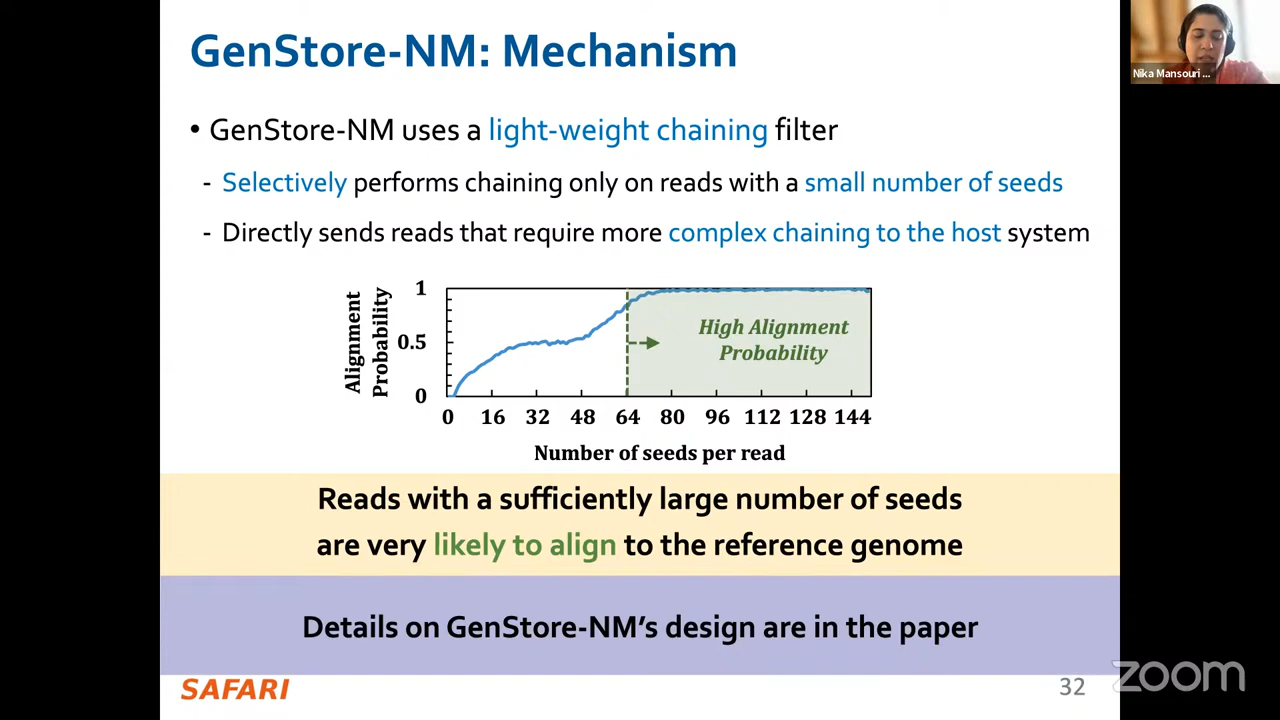 GenStore-NM: Mechanism
Nika Mansouri ...
• GenStore-NM uses a light-weight chaining filter
- Selectively performs chaining only on reads with a small number of seeds
- Directly sends reads that require more complex chaining to the host system
Alignment
Probability
1
0.5
0
High Alignment
Probability
0 16 32 48 64 80 96 112 128 144
Number of seeds per read
Reads with a sufficiently large number of seeds
are very likely to align to the reference genome
Details on GenStore-NM's design are in the paper
SAFARI
32
zoom